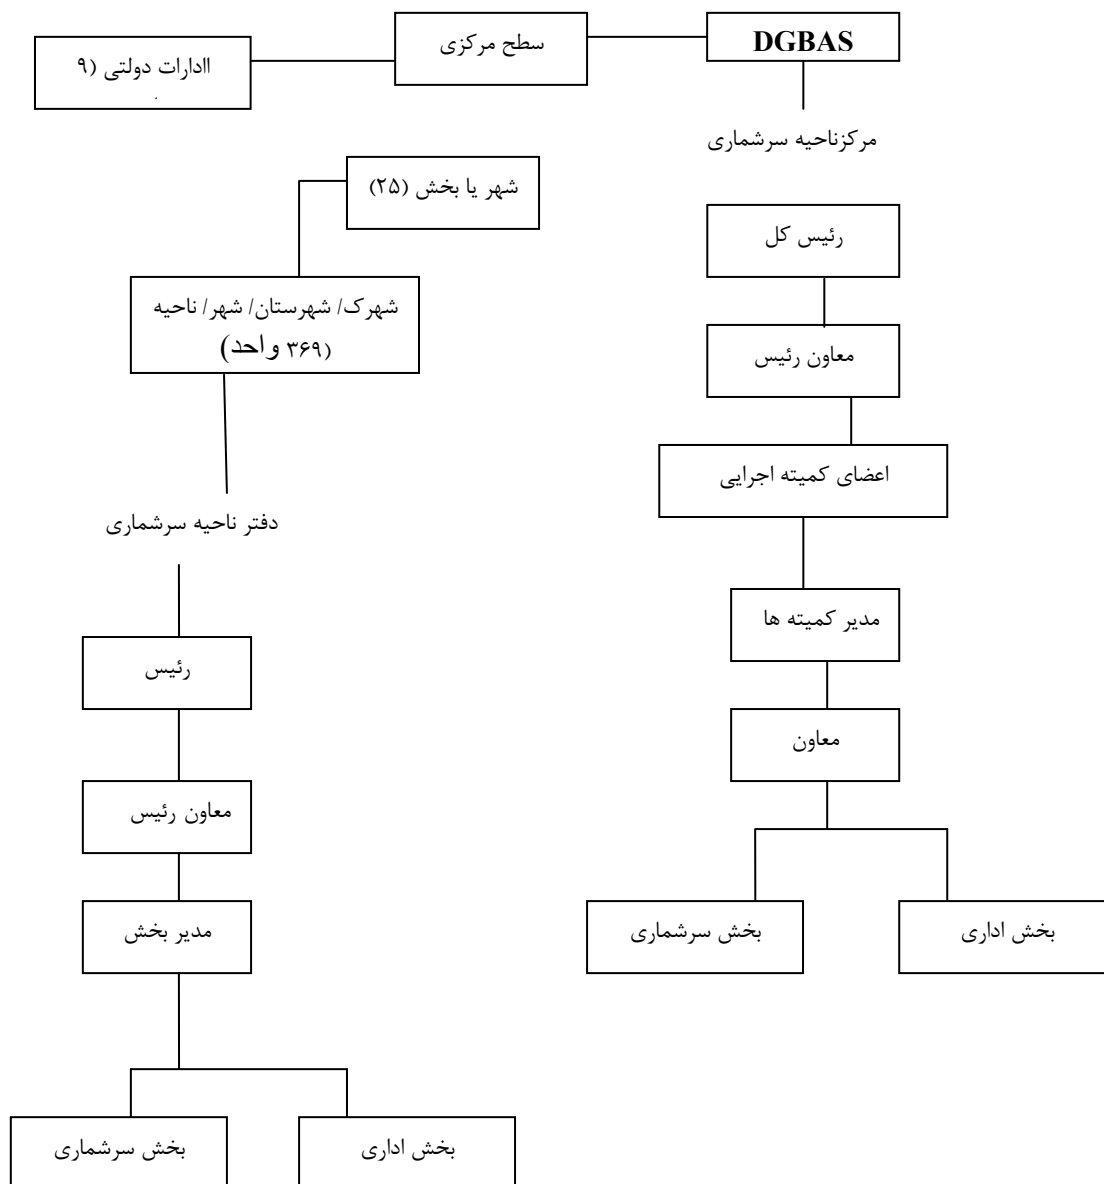 DGBAS
سطح مرکزی
اادارات دولتی (۹
مرکزناحیه سرشماری
شهر یا بخش (۲۵)
رئیس کل
شهرک/ شهرستان/ شهر/ ناحیه
(۳۶۹ واحد)
معاون رئیس
اعضای کمیته اجرایی
دفتر ناحیه سرشماری
مدیر کمیته ها
رئیس
معاون
معاون رئیس
بخش اداری
بخش سرشماری
مدیر بخش
بخش اداری
بخش سرشماری